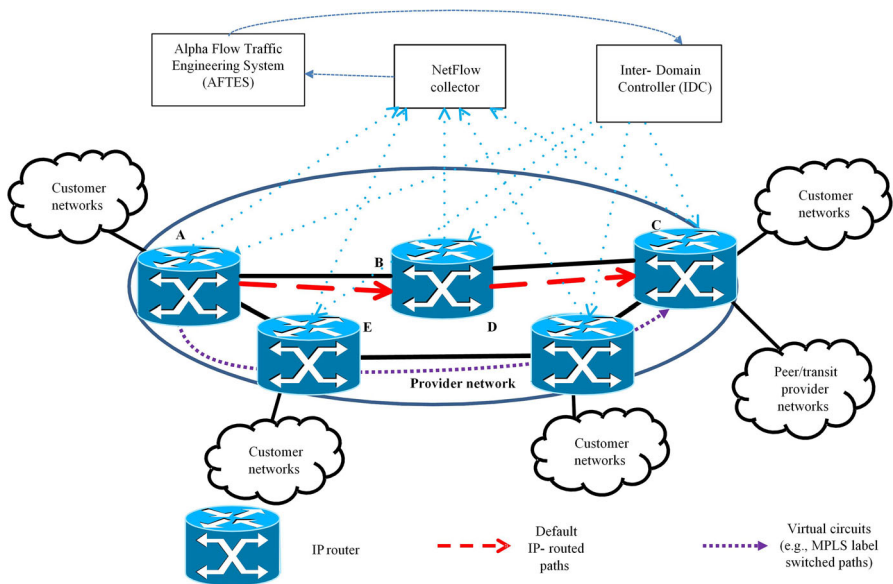 Alpha Flow Traffic
Engineering System
(AFTES)
NetFlow
collector
Inter- Domain
Controller (IDC)
Customer
networks
Customer
networks
A
B
C
E
D
Provider network
Peer/transit
provider
networks
Customer
networks
Customer
networks
IP router
Default
IP- routed
paths
Virtual circuits
(e.g., MPLS label
switched paths)